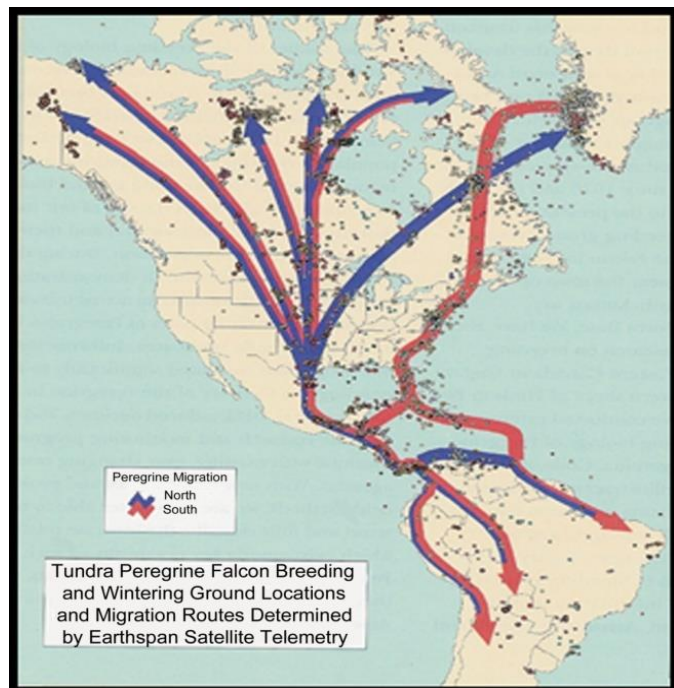 Peregrine Migration
North
South
Tundra Peregrine Falcon Breeding
and Wintering Ground Locations
and Migration Routes Determined
by Earthspan Satellite Telemetry